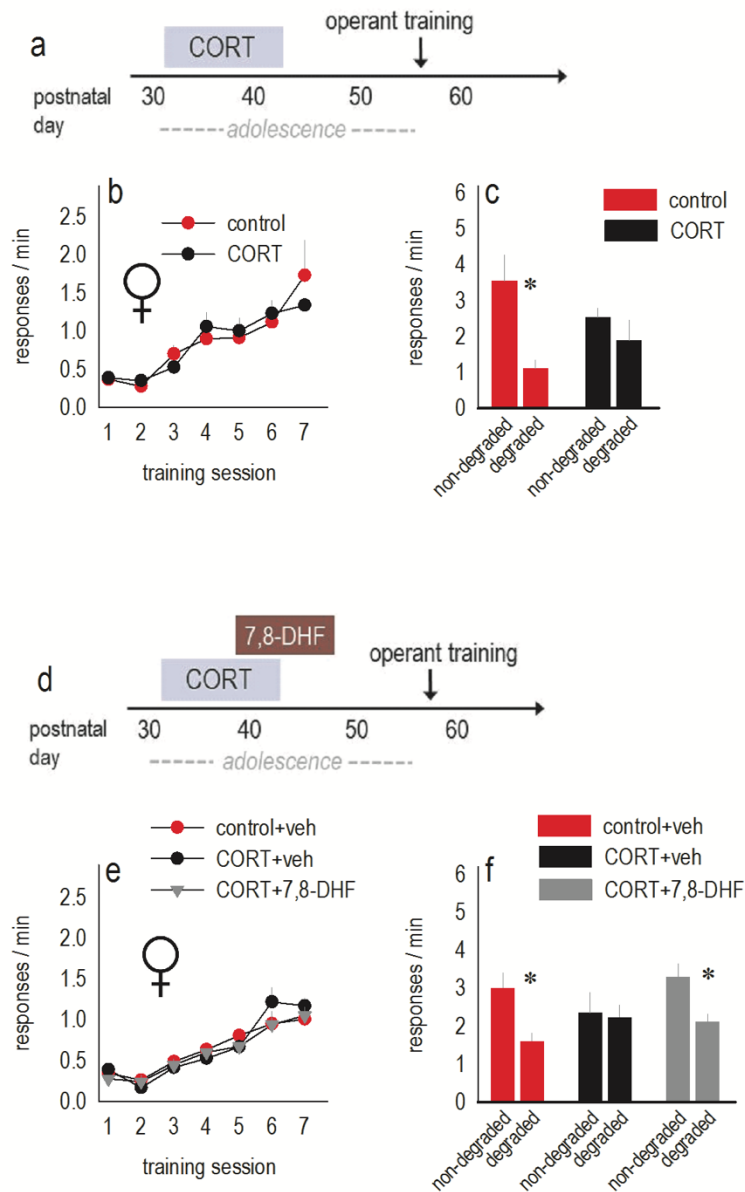 a
operant training
CORT
postnatal day
30 40 50 60
adolescence
b
control
CORT
responses / min
2.5
2.0
1.5
1.0
0.5
0.0
1 2 3 4 5 6 7
training session
c
control
CORT
responses / min
6
5
4
3
2
1
0
*
non-degraded
degraded
non-degraded
degraded
d
7,8-DHF
CORT
operant training
postnatal day
30 40 50 60
adolescence
e
control+veh
CORT+veh
CORT+7,8-DHF
responses / min
2.5
2.0
1.5
1.0
0.5
0.0
1 2 3 4 5 6 7
training session
f
control+veh
CORT+veh
CORT+7,8-DHF
responses / min
6
5
4
3
2
1
0
*
*
non-degraded
degraded
non-degraded
degraded
non-degraded
degraded